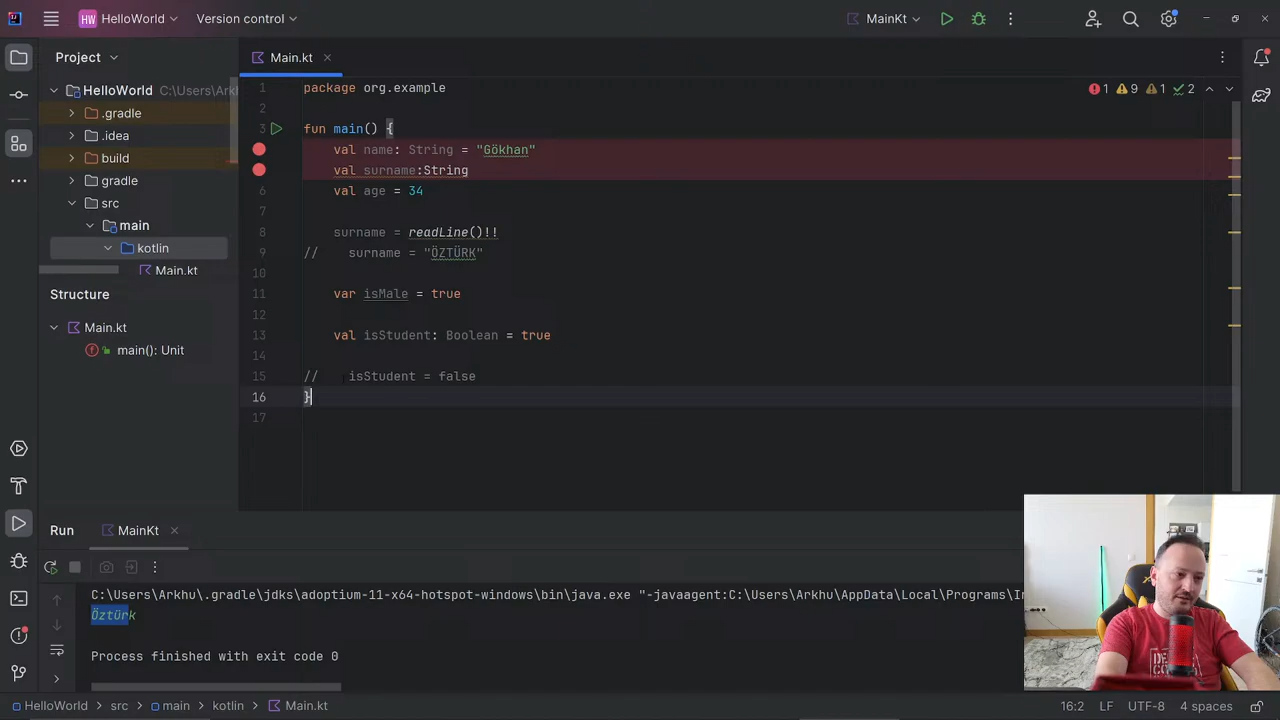 HW HelloWorld Version control MainKt
Project
Main.kt
HelloWorld C:\Users\Ark
.gradle
.idea
build
gradle
src
main
kotlin
Main.kt
1 package org.example
2
3 fun main() {
val name: String = "Gökhan"
val surname:String
6 val age = 34
7
8 surname = readLine()!!
9 //   surname = "ÖZTÜRK"
10
11 var isMale = true
12
13 val isStudent: Boolean = true
14
15 //   isStudent = false
16 }
17
1 9 1 2
Structure
Main.kt
main(): Unit
Run MainKt
C:\Users\Arkhu\.gradle\jdks\adoptium-11-x64-hotspot-windows\bin\java.exe "-javaagent:C:\Users\Arkhu\AppData\Local\Programs\In
Öztürk
Process finished with exit code 0
HelloWorld src main kotlin Main.kt
16:2 LF UTF-8 4 spaces